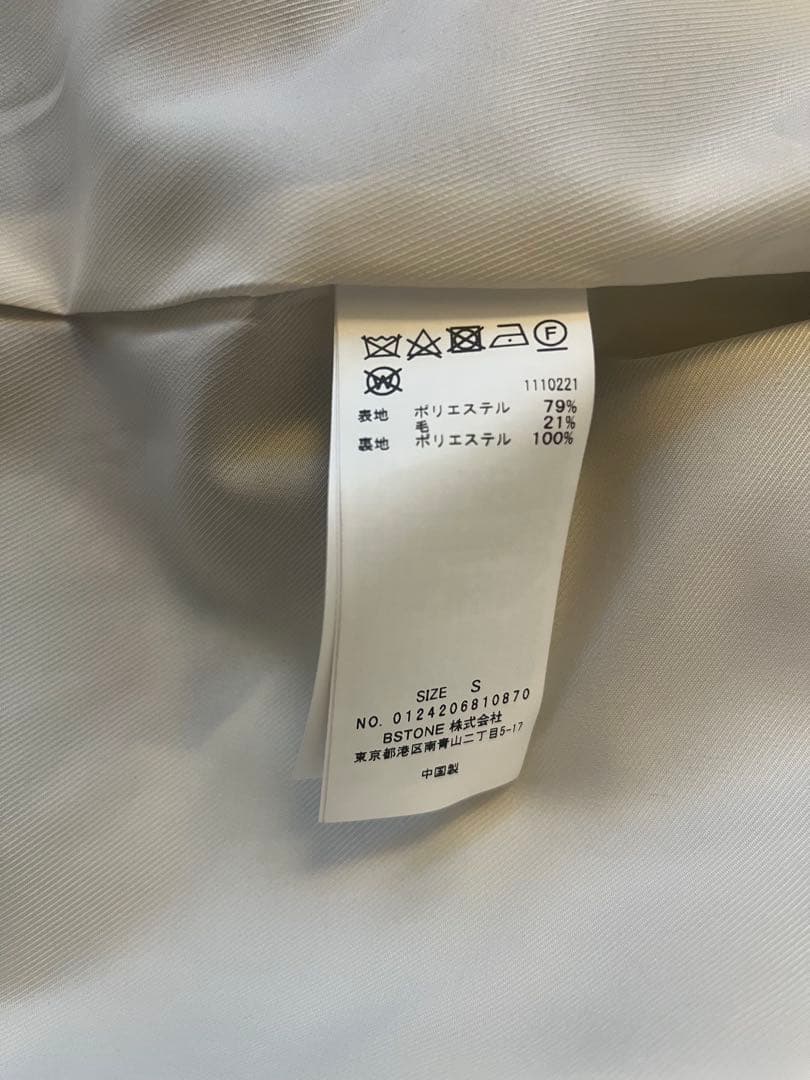 F
W
1110221
表地 ポリエステル 79%
毛 21%
裏地 ポリエステル 100%
SIZE S
NO. 0124206810870
BSTONE 株式会社
東京都港区南青山二丁目5-17
中国製